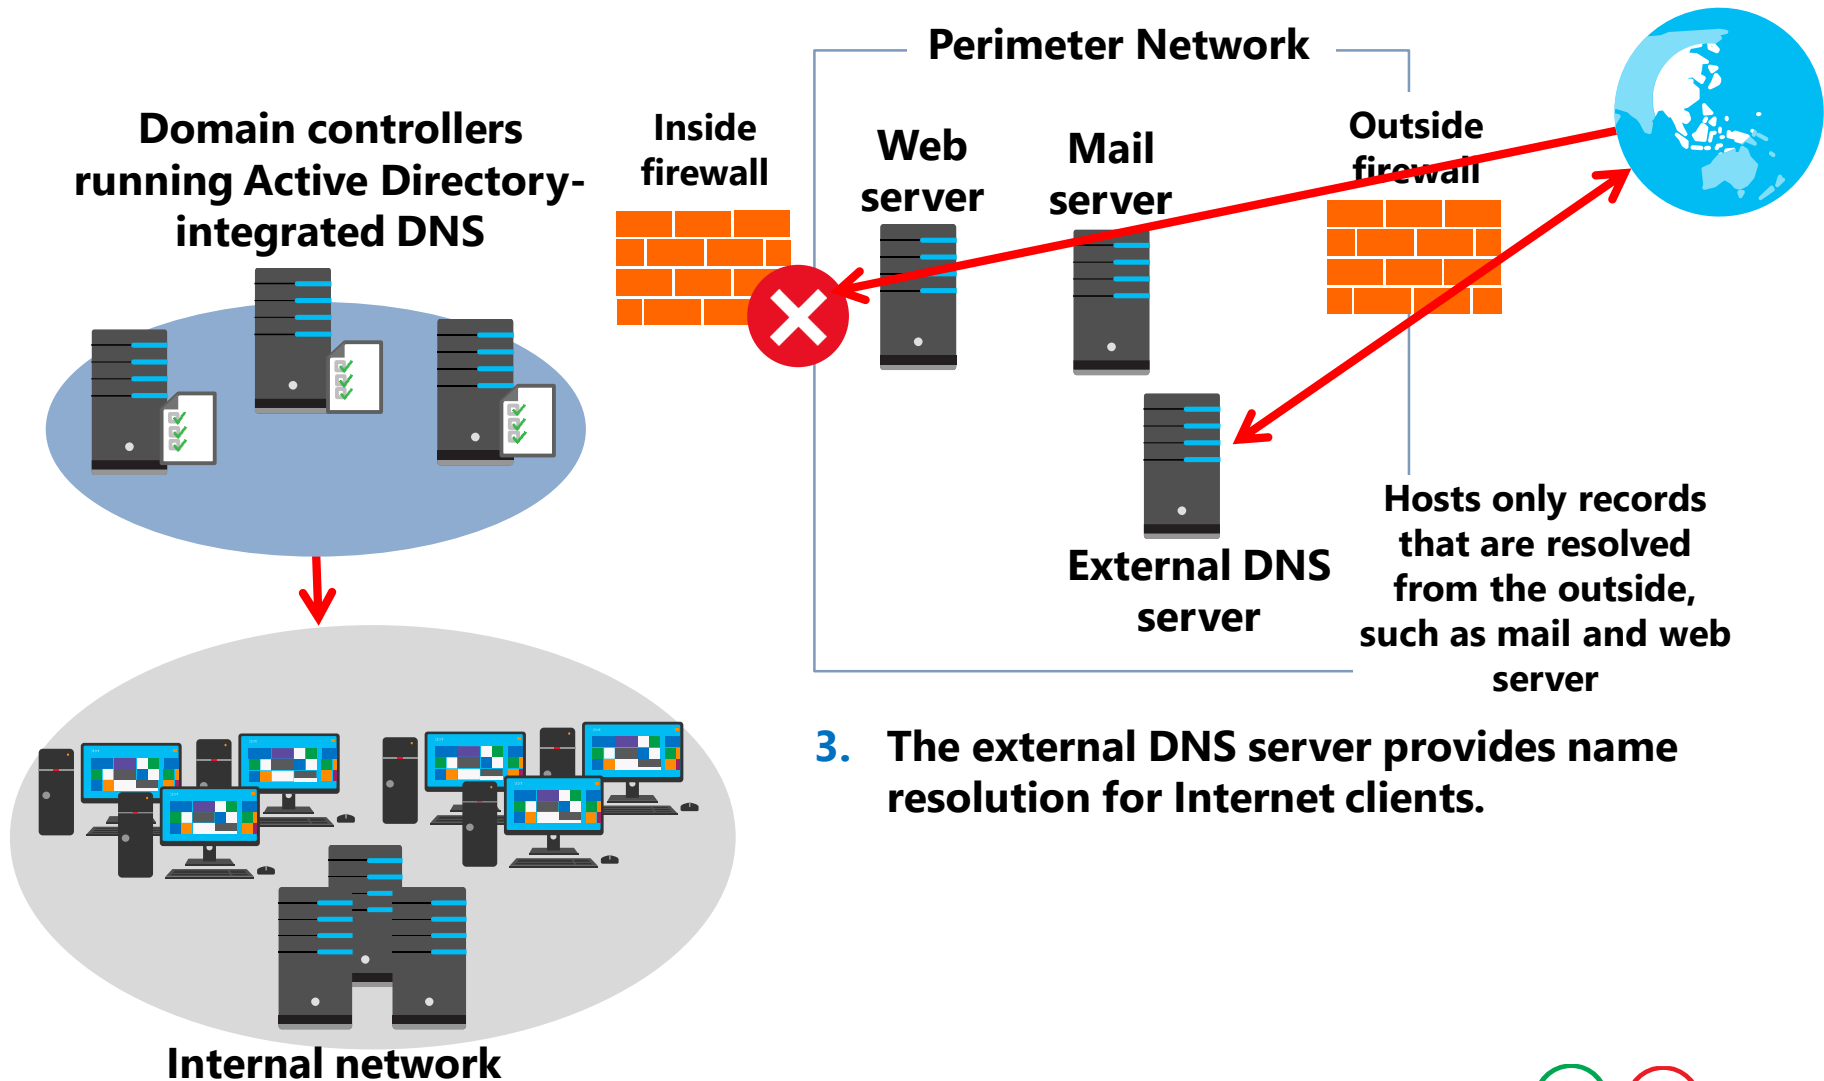 Perimeter Network
Domain controllers
running Active Directory-
integrated DNS
Inside
firewall
Web
server
Mail
server
Outside
firewall
External DNS
server
Hosts only records
that are resolved
from the outside,
such as mail and web
server
3. The external DNS server provides name
resolution for Internet clients.
Internal network